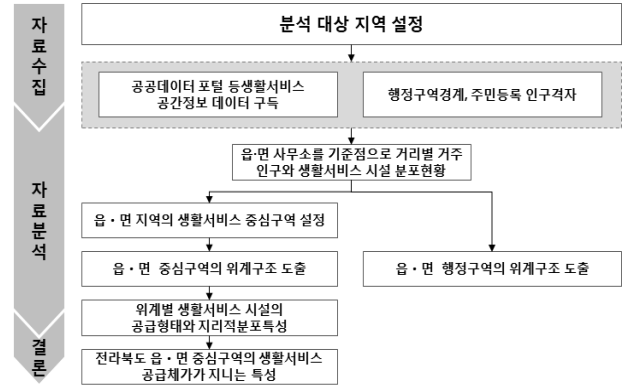 자료수집
분석 대상 지역 설정
공공데이터 포털 등생활서비스
공간정보 데이터 구득
행정구역경계, 주민등록 인구격자
자료분석
읍·면 사무소를 기준점으로 거리별 거주
인구와 생활서비스 시설 분포현황
읍・면 지역의 생활서비스 중심구역 설정
읍・면 중심구역의 위계구조 도출
읍・면 행정구역의 위계구조 도출
위계별 생활서비스 시설의
공급형태와 지리적분포특성
결론
전라북도 읍・면 중심구역의 생활서비스
공급체가가 지니는 특성